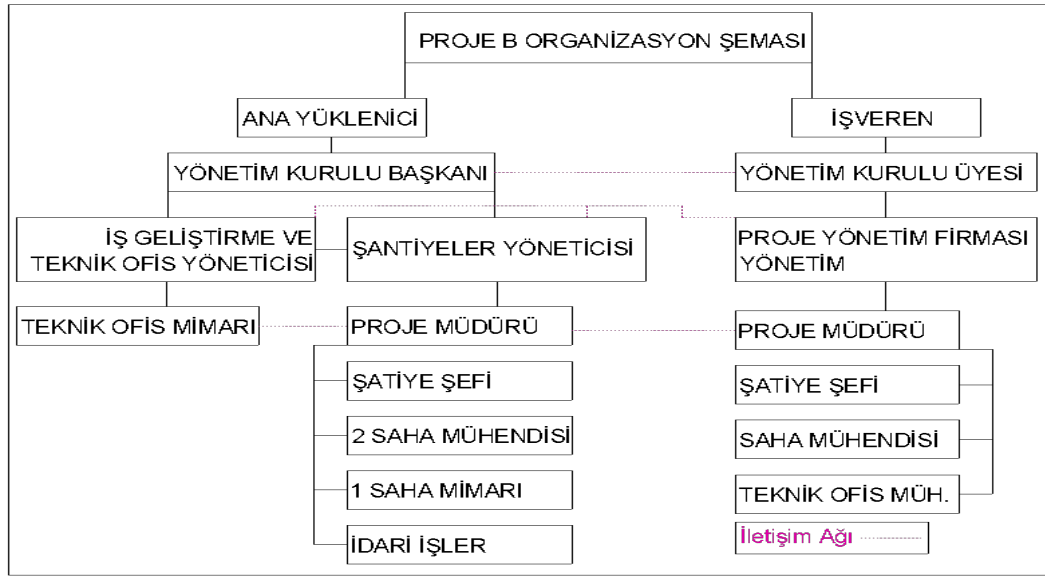 PROJE B ORGANİZASYON ŞEMASI
ANA YÜKLENİCİ
İŞVEREN
YÖNETİM KURULU BAŞKANI
YÖNETİM KURULU ÜYESİ
İŞ GELİŞTİRME VE
TEKNİK OFİS YÖNETİCİSİ
ŞANTİYELER YÖNETİCİSİ
PROJE YÖNETİM FİRMASI
YÖNETİM
TEKNİK OFİS MİMARI
PROJE MÜDÜRÜ
PROJE MÜDÜRÜ
ŞATİYE ŞEFİ
ŞATİYE ŞEFİ
2 SAHA MÜHENDİSİ
SAHA MÜHENDİSİ
1 SAHA MİMARI
TEKNİK OFİS MÜH.
İDARİ İŞLER
İletişim Ağı